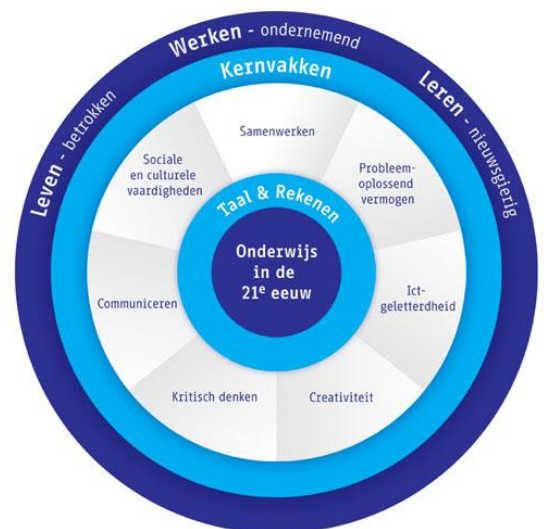 Werken - ondernemend
Leren - nieuwsgierig
Leven - betrokken
Kernvakken
Samenwerken
Probleem-
oplossend
vermogen
Ict-
geletterdheid
Creativiteit
Kritisch denken
Communiceren
Sociale
en culturele
vaardigheden
Taal & Rekenen
Onderwijs
in de
21e eeuw